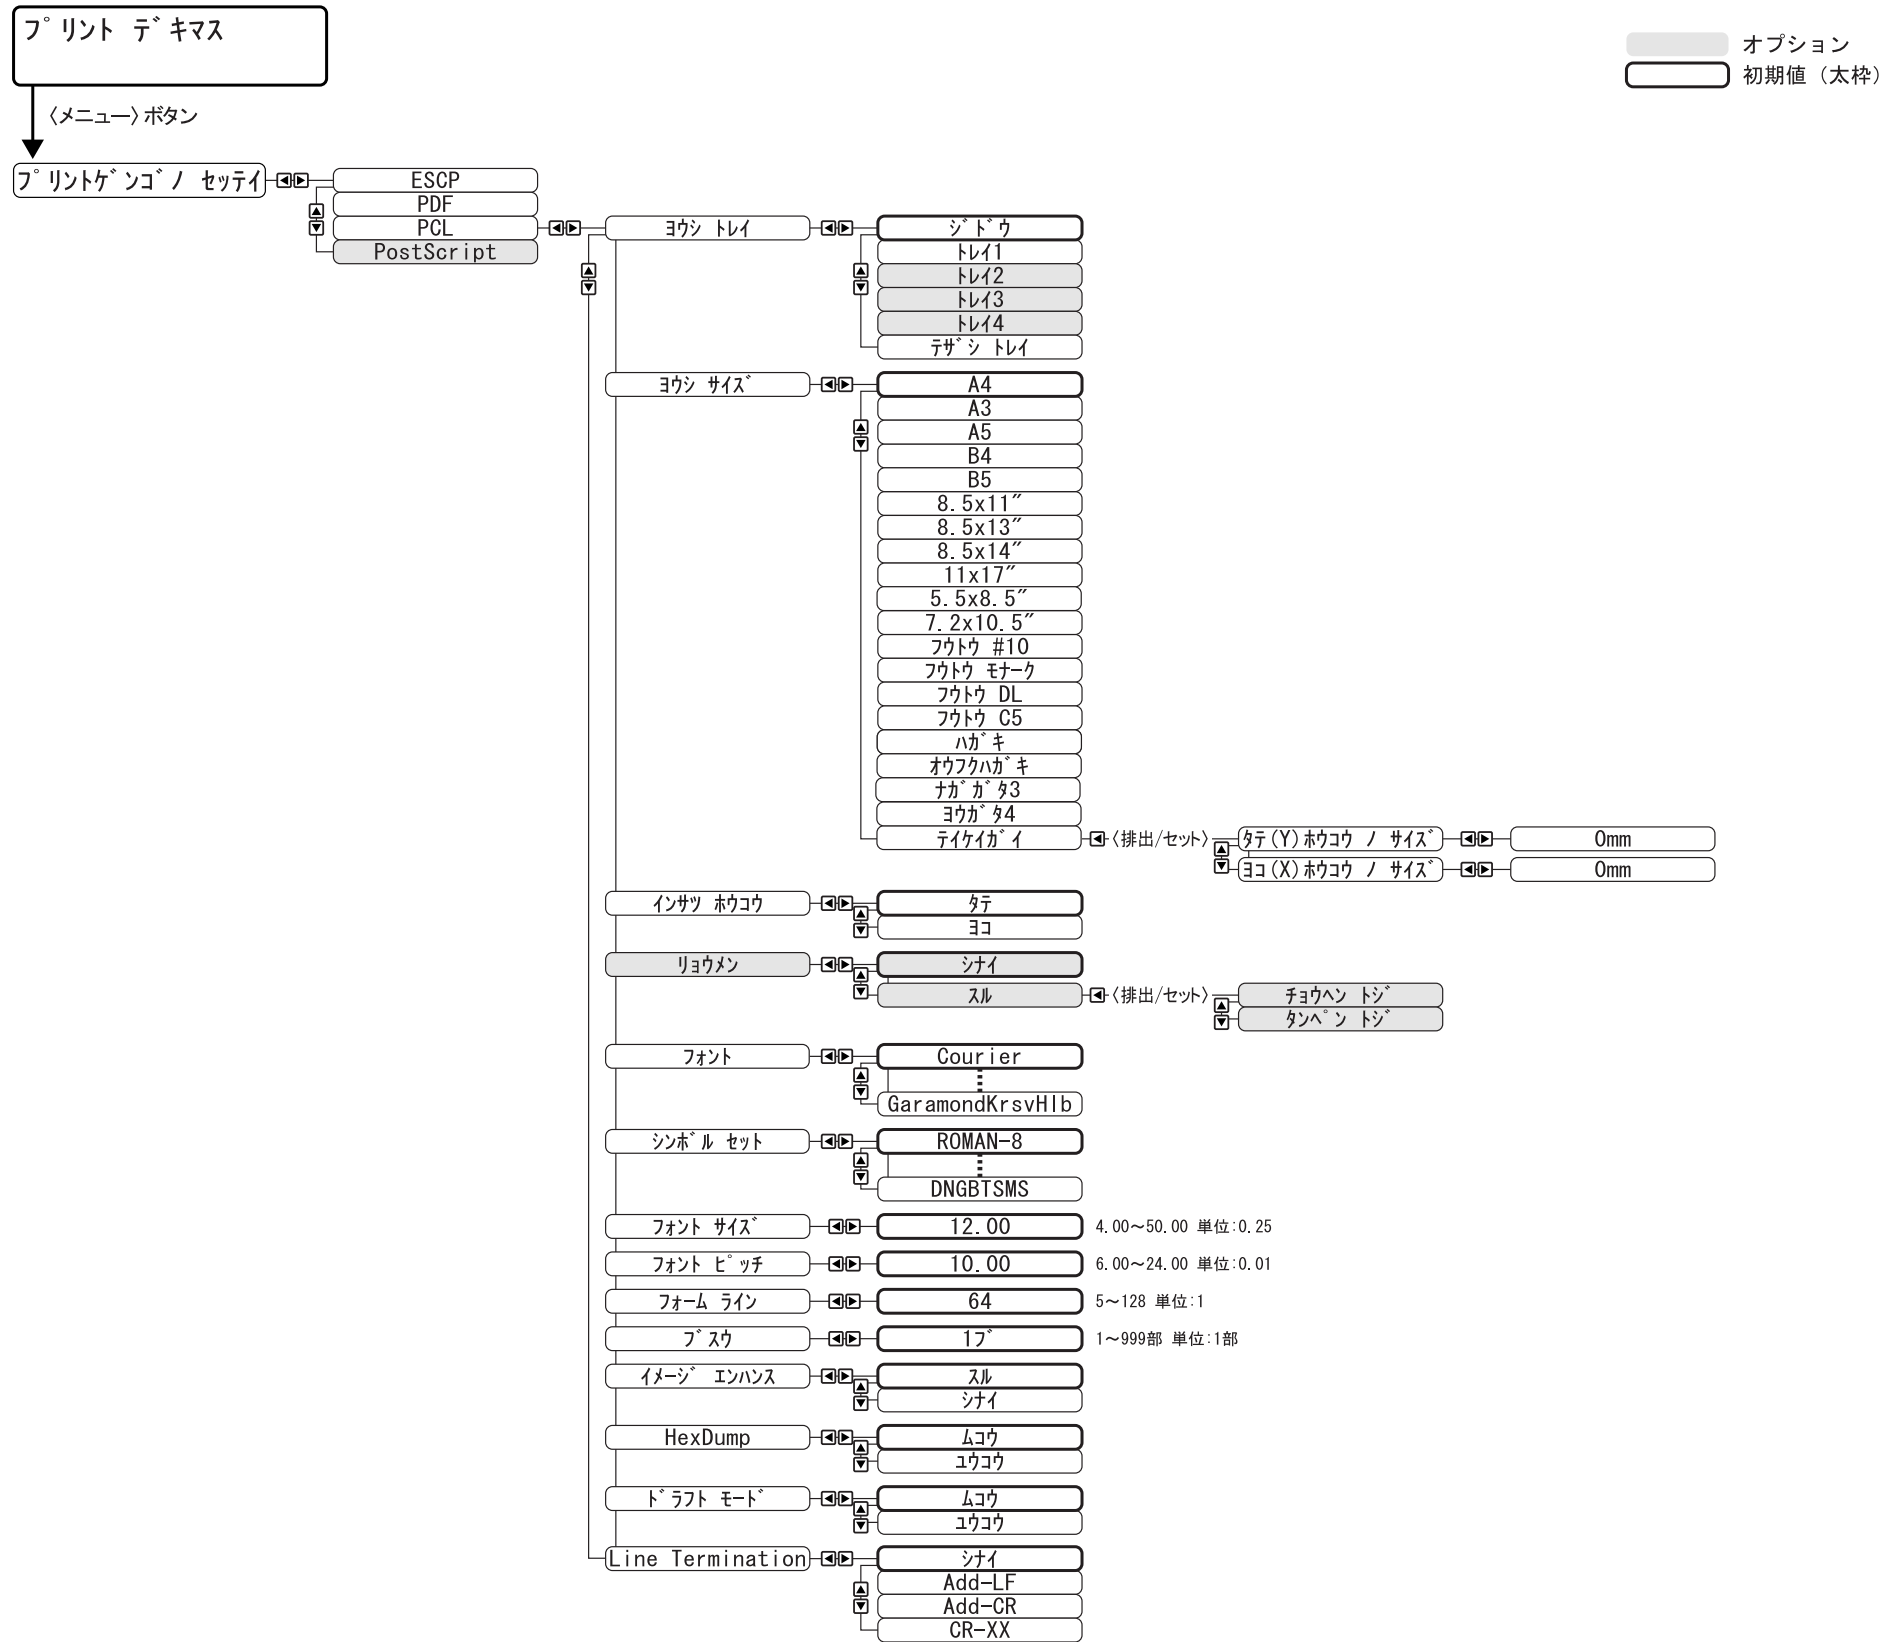 ﾌﾟﾘﾝﾄ ﾃﾞｷﾏｽ
オプション
初期値（太枠）
〈メニュー〉ボタン
ﾌﾟﾘﾝﾄｹﾞﾝｺﾞﾉ ｾｯﾃｲ
ESCP
PDF
PCL
PostScript
ﾖｳｼ ﾄﾚｲ
ｼﾞﾄﾞｳ
ﾄﾚｲ1
ﾄﾚｲ2
ﾄﾚｲ3
ﾄﾚｲ4
ﾃｻﾞｼ ﾄﾚｲ
ﾖｳｼ ｻｲｽﾞ
A4
A3
A5
B4
B5
8.5x11″
8.5x13″
8.5x14″
11x17″
5.5x8.5″
7.2x10.5″
ﾌｳﾄｳ #10
ﾌｳﾄｳ ﾓﾅｰｸ
ﾌｳﾄｳ DL
ﾌｳﾄｳ C5
ﾊｶﾞｷ
ｵｳﾌｸﾊｶﾞｷ
ﾅｶﾞｶﾞﾀ3
ﾖｳｶﾞﾀ4
ﾃｲｹｲｶﾞｲ
〈排出/セット〉
ﾀﾃ(Y)ﾎｳｺｳ ﾉ ｻｲｽﾞ
0mm
ﾖｺ(X)ﾎｳｺｳ ﾉ ｻｲｽﾞ
0mm
ｲﾝｻﾂ ﾎｳｺｳ
ﾀﾃ
ﾖｺ
ﾘｮｳﾒﾝ
ｼﾅｲ
ｽﾙ
〈排出/セット〉
ﾁｮｳﾍﾝ ﾄｼﾞ
ﾀﾝﾍﾟﾝ ﾄｼﾞ
ﾌｫﾝﾄ
Courier
GaramondKrsvHlb
ｼﾝﾎﾞﾙ ｾｯﾄ
ROMAN-8
DNGBTSMS
ﾌｫﾝﾄ ｻｲｽﾞ
12.00
4.00～50.00 単位:0.25
ﾌｫﾝﾄ ﾋﾟｯﾁ
10.00
6.00～24.00 単位:0.01
ﾌｫｰﾑ ﾗｲﾝ
64
5～128 単位:1
ﾌﾞｽｳ
1ﾌﾞ
1～999部 単位:1部
ｲﾒｰｼﾞ ｴﾝﾊﾝｽ
ｽﾙ
ｼﾅｲ
HexDump
ﾑｺｳ
ﾕｳｺｳ
ﾄﾞﾗﾌﾄ ﾓｰﾄﾞ
ﾑｺｳ
ﾕｳｺｳ
Line Termination
ｼﾅｲ
Add-LF
Add-CR
CR-XX